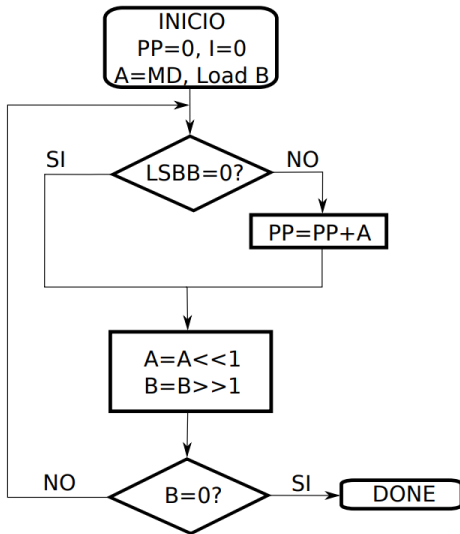 INICIO
PP=0, I=0
A=MD, Load B
SI
LSBB=0?
NO
PP=PP+A
A=A<<1
B=B>>1
NO
B=0?
SI
DONE